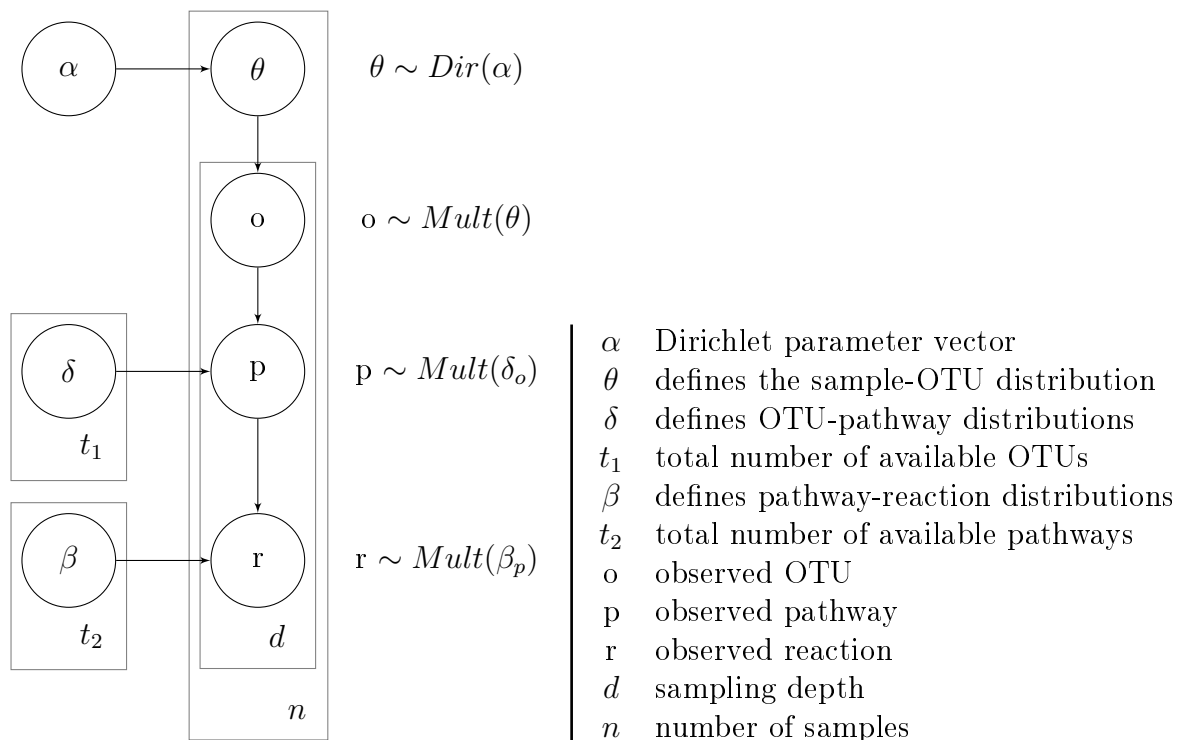 α θ θ ∼ Dir(α)
o o ∼ Mult(θ)
δ p p ∼ Mult(δ_o)
t_1
β r r ∼ Mult(β_p)
t_2 d
n
α Dirichlet parameter vector
θ defines the sample-OTU distribution
δ defines OTU-pathway distributions
t_1 total number of available OTUs
β defines pathway-reaction distributions
t_2 total number of available pathways
o observed OTU
p observed pathway
r observed reaction
d sampling depth
n number of samples